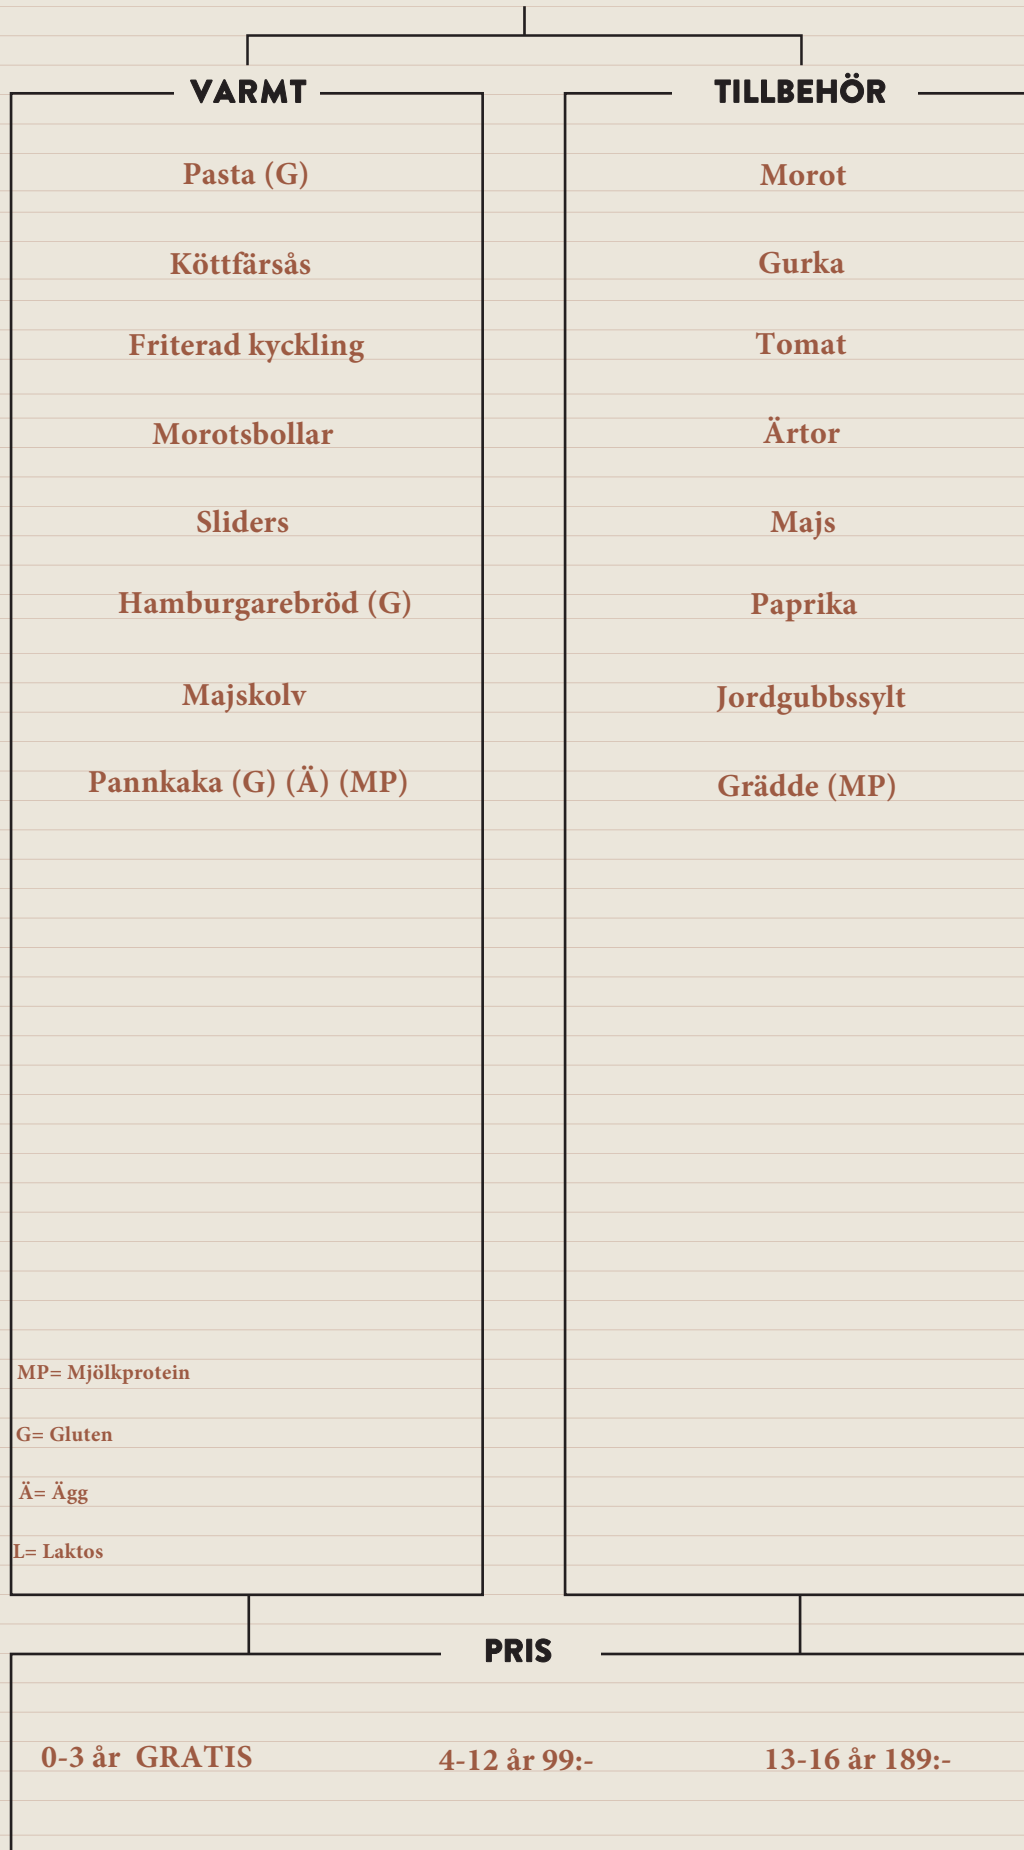 VARMT
Pasta (G)
Köttfärsås
Friterad kyckling
Morotsbollar
Sliders
Hamburgarebröd (G)
Majskolv
Pannkaka (G) (Ä) (MP)
MP= Mjölkprotein
G= Gluten
Ä= Ägg
L= Laktos
TILLBEHÖR
Morot
Gurka
Tomat
Ärtor
Majs
Paprika
Jordgubbssylt
Grädde (MP)
PRIS
0-3 år GRATIS
4-12 år 99:-
13-16 år 189:-